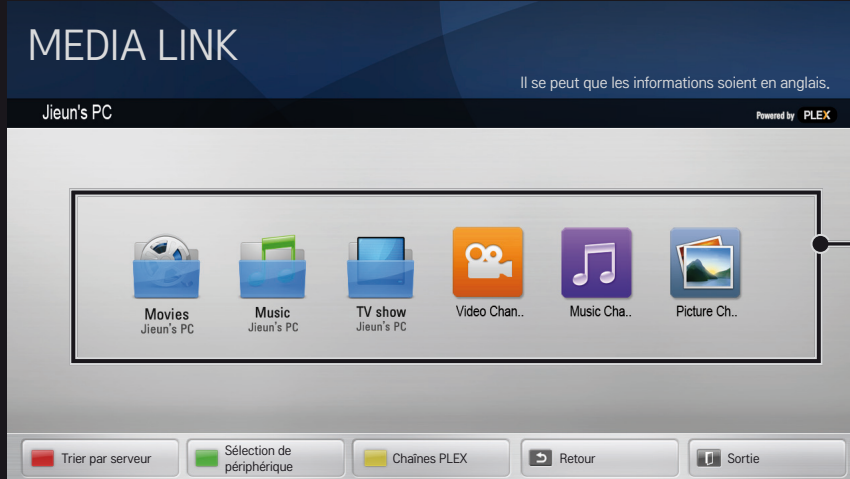 MEDIA LINK
Il se peut que les informations soient en anglais.
Jieun's PC
Powered by PLEX
Movies
Jieun's PC
Music
Jieun's PC
TV show
Jieun's PC
Video Chan..
Music Cha..
Picture Ch..
Trier par serveur
Sélection de
périphérique
Chaînes PLEX
Retour
Sortie